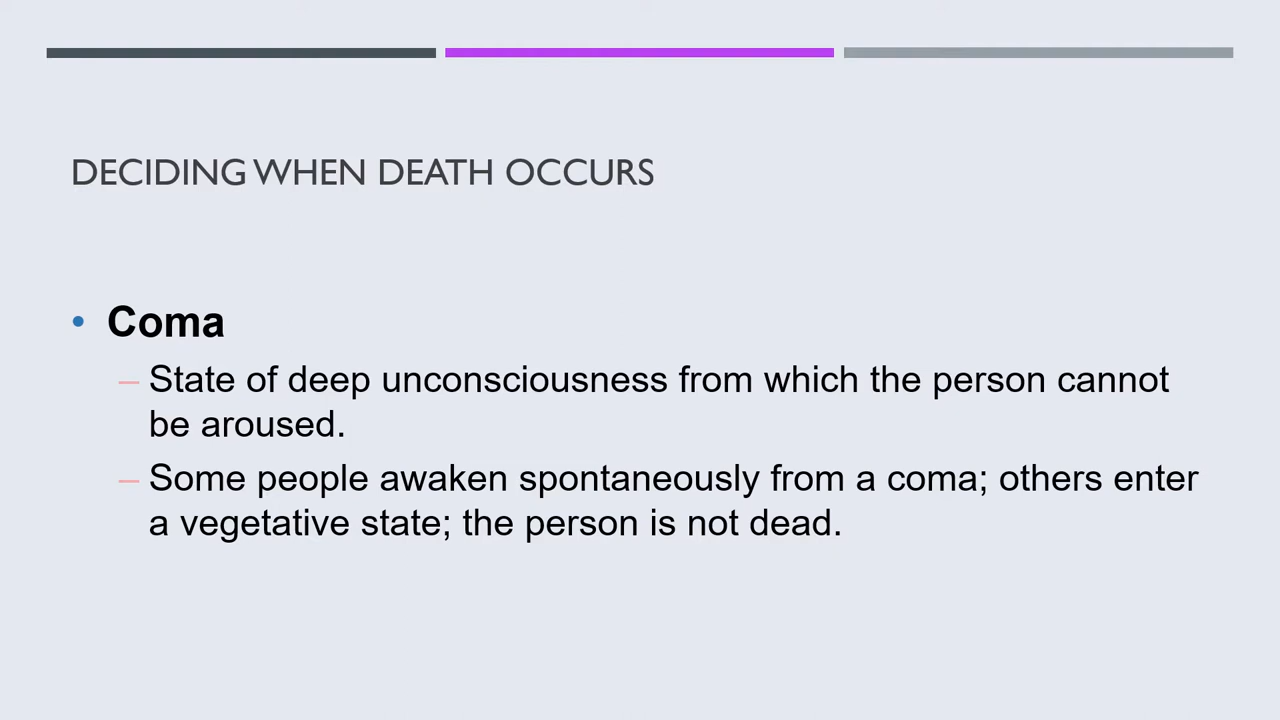 DECIDING WHEN DEATH OCCURS
• Coma
– State of deep unconsciousness from which the person cannot
be aroused.
– Some people awaken spontaneously from a coma; others enter
a vegetative state; the person is not dead.